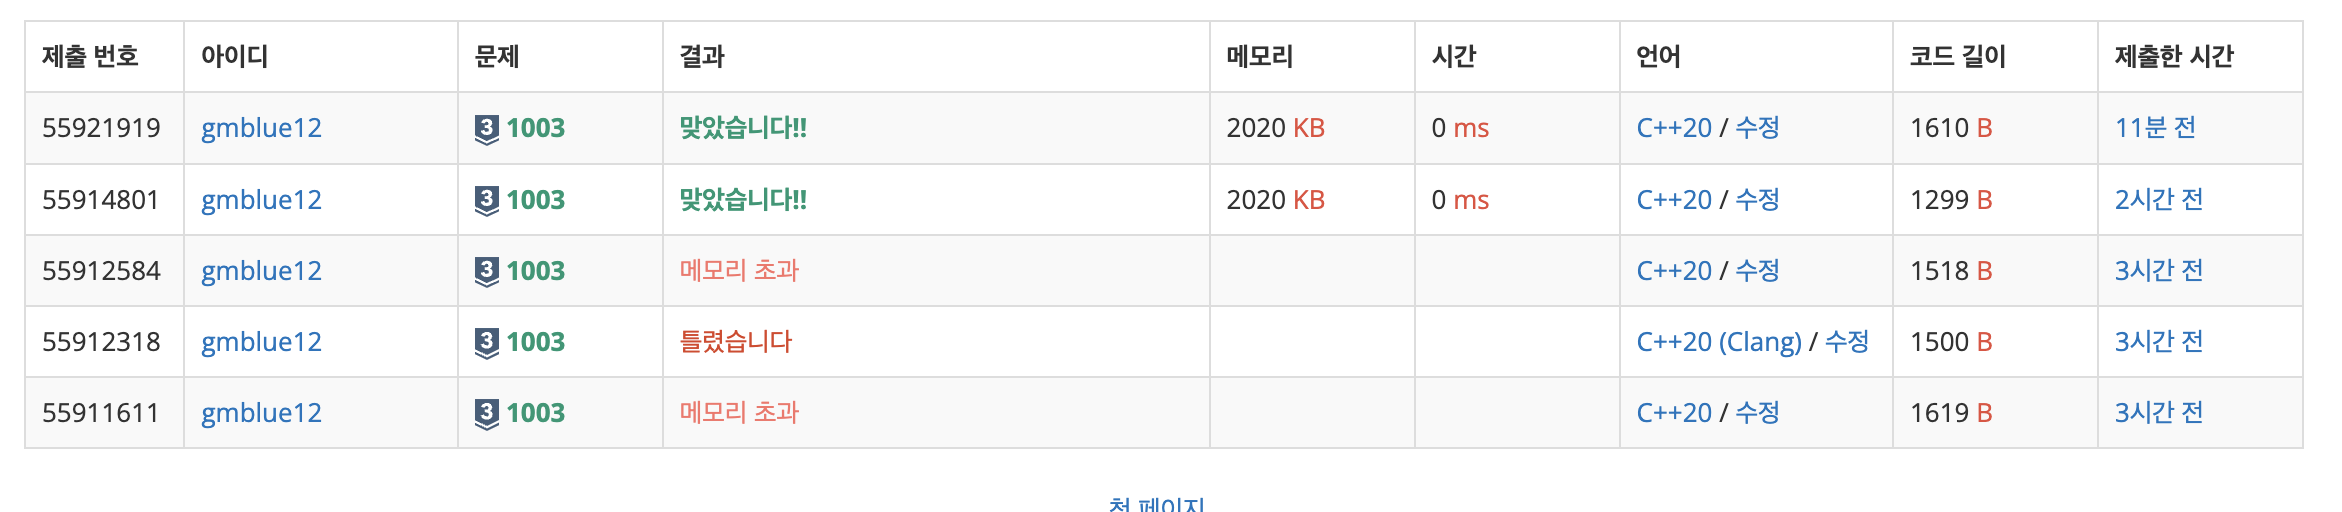 제출 번호 아이디 문제 결과 메모리 시간 언어 코드 길이 제출한 시간
55921919 gmblue12 3 1003 맞았습니다!! 2020 KB 0 ms C++20 / 수정 1610 B 11분 전
55914801 gmblue12 3 1003 맞았습니다!! 2020 KB 0 ms C++20 / 수정 1299 B 2시간 전
55912584 gmblue12 3 1003 메모리 초과 C++20 / 수정 1518 B 3시간 전
55912318 gmblue12 3 1003 틀렸습니다 C++20 (Clang) / 수정 1500 B 3시간 전
55911611 gmblue12 3 1003 메모리 초과 C++20 / 수정 1619 B 3시간 전
첫 페이지